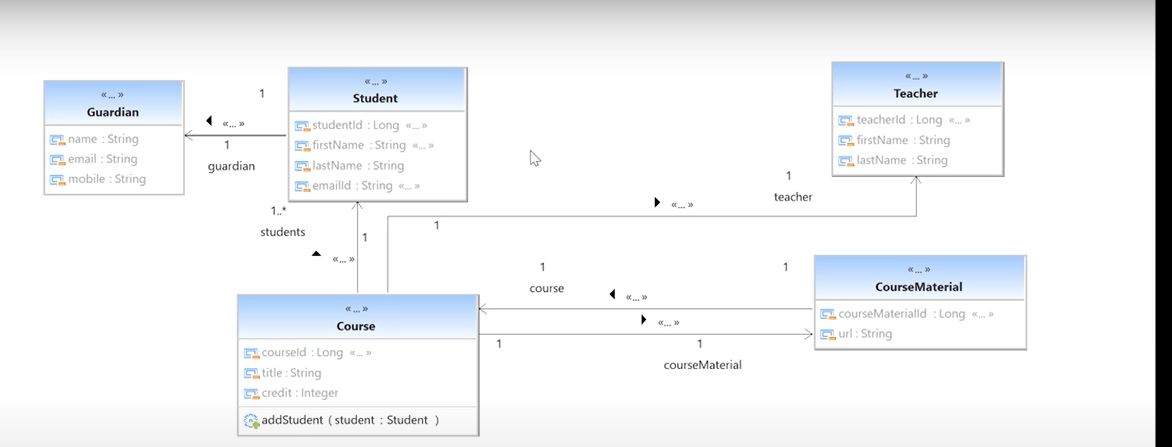 «... »
Guardian
name : String
email : String
mobile : String
1
«... »
1
guardian
«... »
Student
studentId : Long «... »
firstName : String «... »
lastName : String
emailId : String «... »
«... »
Teacher
teacherId : Long «... »
firstName : String
lastName : String
1..*
students
1
«... »
1
«... »
1
teacher
1
course
«... »
1
«... »
1
1
courseMaterial
«... »
CourseMaterial
courseMaterialId : Long «... »
url : String
«... »
Course
courseId : Long «... »
title : String
credit : Integer
addStudent ( student : Student )